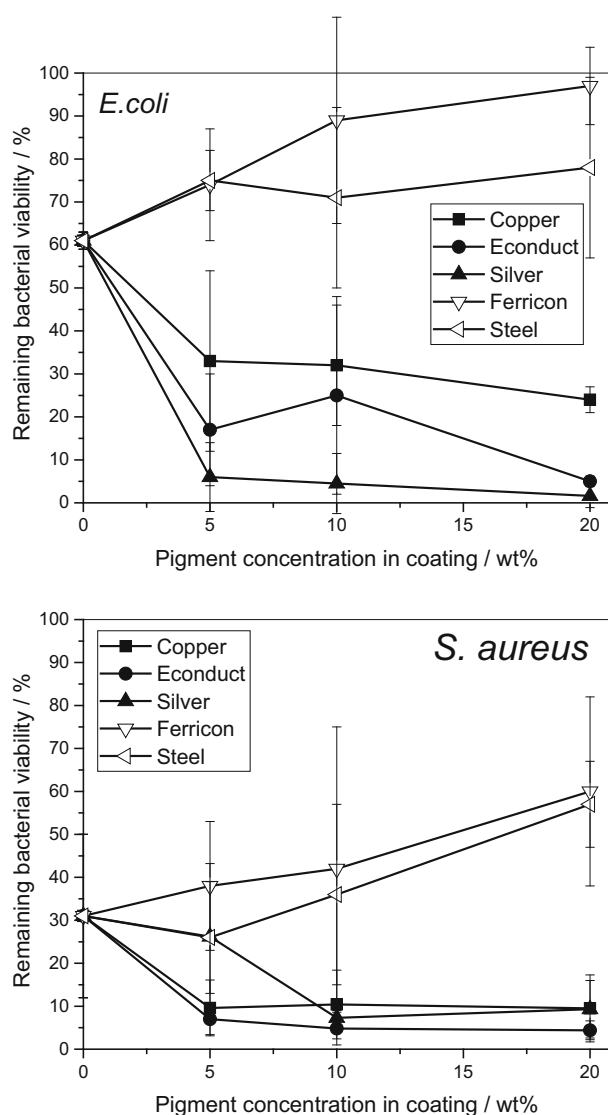 100
E.coli
90
80
70
60
50
40
30
20
10
0
Remaining bacterial viability / %
Copper
Econduct
Silver
Ferricon
Steel
0 5 10 15 20
Pigment concentration in coating / wt%
100
S. aureus
90
80
70
60
50
40
30
20
10
0
Remaining bacterial viability / %
Copper
Econduct
Silver
Ferricon
Steel
0 5 10 15 20
Pigment concentration in coating / wt%